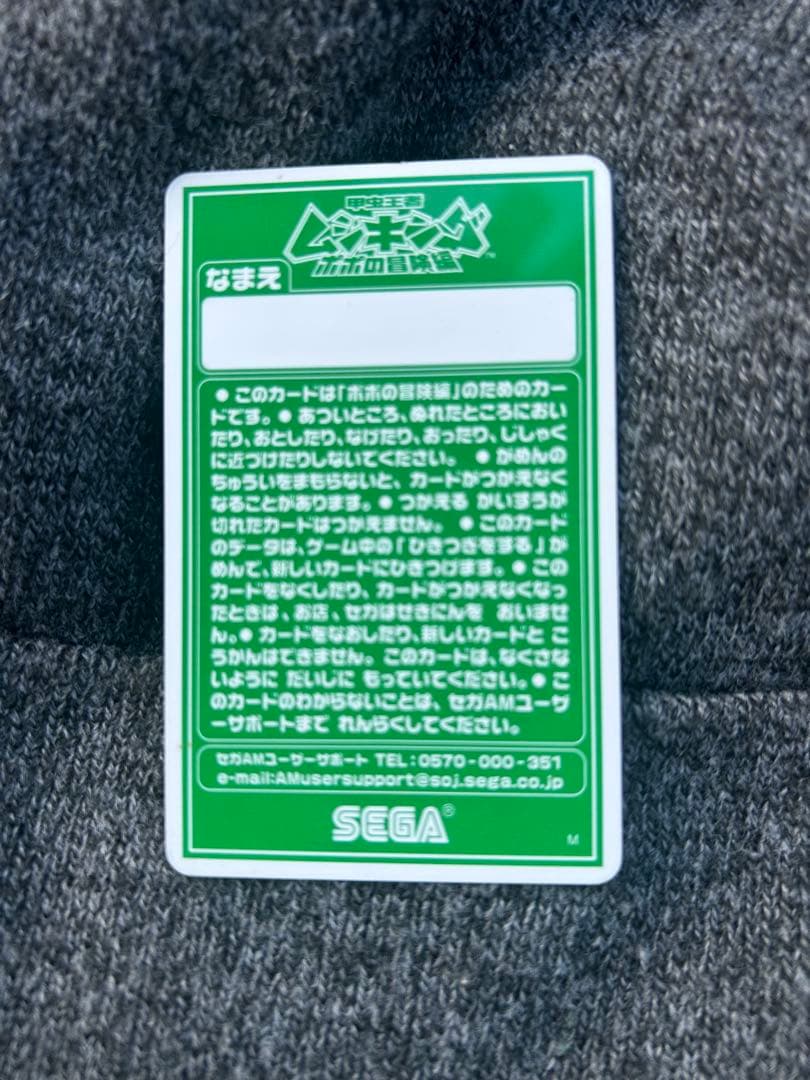 甲虫王者
ムシキング
ポポの冒険編
TM
なまえ
● このカードは「ポポの冒険編」のためのカー
ドです。● あついところ、ぬれたところにおい
たり、おとしたり、なげたり、おったり、じしゃく
に近づけたりしないでください。 ● がめんの
ちゅういをまもらないと、カードがつかえなく
なることがあります。● つかえる かいすうが
切れたカードはつかえません。 ● このカード
のデータは、ゲーム中の「ひきつぎをする」が
めんで、新しいカードにひきつげます。● この
カードをなくしたり、カードがつかえなくなっ
たときは、お店、セガはせきにんを おいませ
ん。● カードをなおしたり、新しいカードと こ
うかんはできません。このカードは、なくさな
いように だいじに もっていてください。● こ
のカードのわからないことは、セガAMユーザ
ーサポートまで れんらくしてください。
セガAMユーザーサポート TEL:0570-000-351
e-mail:AMusersupport@soj.sega.co.jp
SEGA®
M